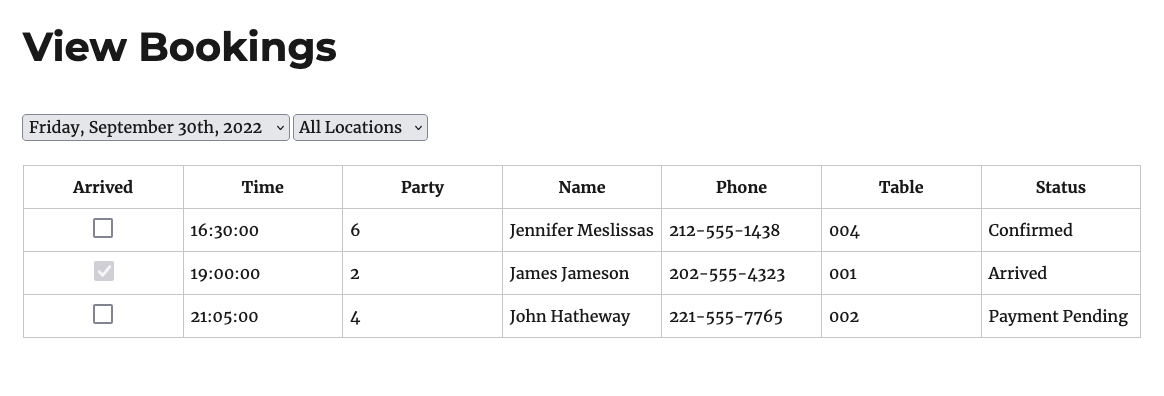 View Bookings
Friday, September 30th, 2022 All Locations
Arrived Time Party Name Phone Table Status
16:30:00 6 Jennifer Meslissas 212-555-1438 004 Confirmed
19:00:00 2 James Jameson 202-555-4323 001 Arrived
21:05:00 4 John Hatheway 221-555-7765 002 Payment Pending